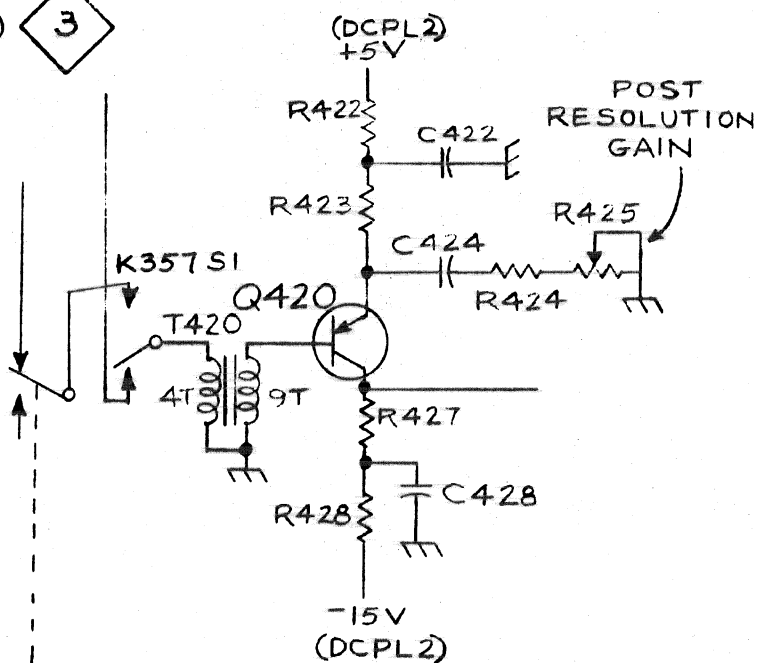 )
3
(DCPL2)
+5V
R422
C422
POST
RESOLUTION
GAIN
R423
R425
C424
K357 S1
R424
Q420
T420
4T
9T
R427
C428
R428
-15V
(DCPL2)